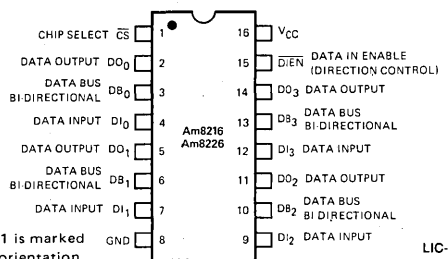 CHIP SELECT CS 1
DATA OUTPUT DO0 2
DATA BUS
BI-DIRECTIONAL DB0 3
DATA INPUT DI0 4
DATA OUTPUT DO1 5
DATA BUS
BI-DIRECTIONAL DB1 6
DATA INPUT DI1 7
GND 8
Am8216
Am8226
16 VCC
15 DIEN DATA IN ENABLE
(DIRECTION CONTROL)
14 DO3 DATA OUTPUT
13 DB3 DATA BUS
BI-DIRECTIONAL
12 DI3 DATA INPUT
11 DO2 DATA OUTPUT
10 DB2 DATA BUS
BI DIRECTIONAL
9 DI2 DATA INPUT
1 is marked
orientation
LIC-